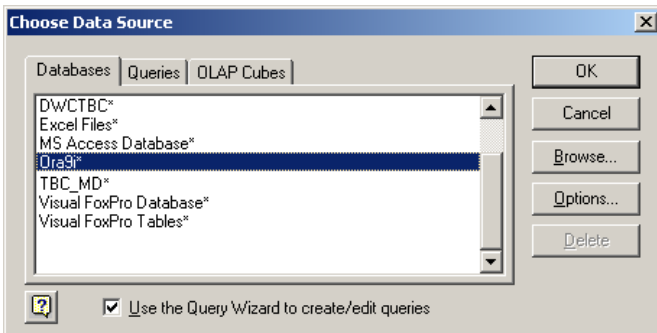 Choose Data Source
Databases Queries OLAP Cubes
DWCTBC*
Excel Files*
MS Access Database*
Ora9i*
TBC_MD*
Visual FoxPro Database*
Visual FoxPro Tables*
OK
Cancel
Browse...
Options...
Delete
? Use the Query Wizard to create/edit queries